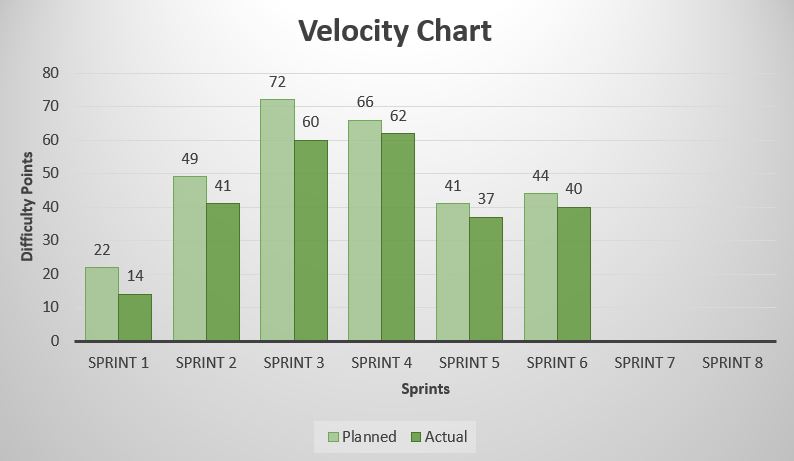 Velocity Chart
80
70
60
50
40
30
20
10
0
Difficulty Points
22
14
49
41
72
60
66
62
41
37
44
40
SPRINT 1
SPRINT 2
SPRINT 3
SPRINT 4
SPRINT 5
SPRINT 6
SPRINT 7
SPRINT 8
Sprints
Planned
Actual